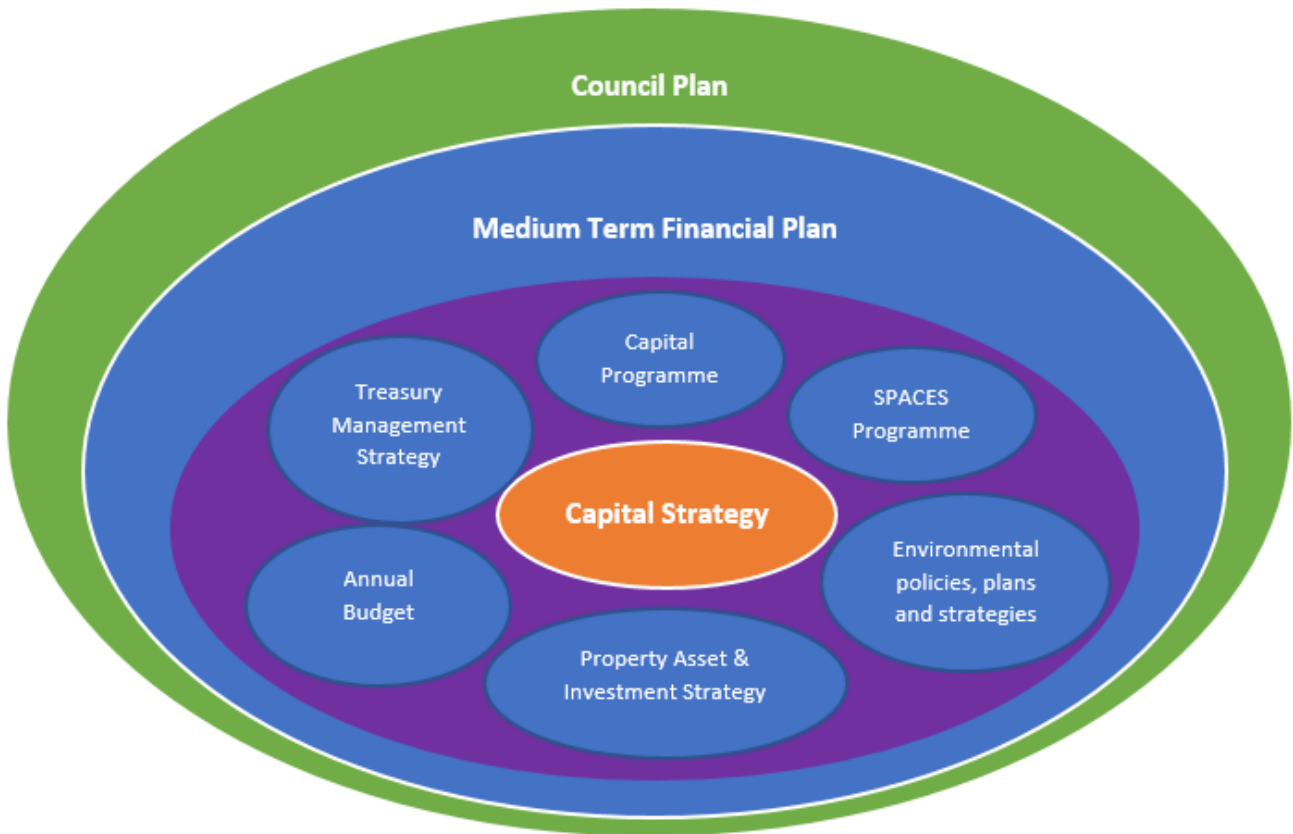 Council Plan
Medium Term Financial Plan
Capital
Programme
Treasury
Management
Strategy
SPACES
Programme
Capital Strategy
Environmental
policies, plans
and strategies
Annual
Budget
Property Asset &
Investment Strategy